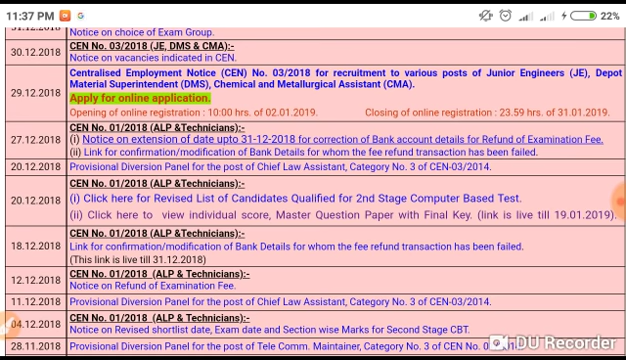 11:37 PM
22%
31.12.2018 Notice on choice of Exam Group.
30.12.2018 CEN No. 03/2018 (JE, DMS & CMA):-
Notice on vacancies indicated in CEN.
29.12.2018 Centralised Employment Notice (CEN) No. 03/2018 for recruitment to various posts of Junior Engineers (JE), Depot
Material Superintendent (DMS), Chemical and Metallurgical Assistant (CMA).
Apply for online application.
Opening of online registration : 10:00 hrs. of 02.01.2019. Closing of online registration : 23.59 hrs. of 31.01.2019.
27.12.2018 CEN No. 01/2018 (ALP &Technicians):-
(i) Notice on extension of date upto 31-12-2018 for correction of Bank account details for Refund of Examination Fee.
(ii) Link for confirmation/modification of Bank Details for whom the fee refund transaction has been failed.
20.12.2018 Provisional Diversion Panel for the post of Chief Law Assistant, Category No. 3 of CEN-03/2014.
20.12.2018 CEN No. 01/2018 (ALP &Technicians):-
(i) Click here for Revised List of Candidates Qualified for 2nd Stage Computer Based Test.
(ii) Click here to view individual score, Master Question Paper with Final Key. (link is live till 19.01.2019).
18.12.2018 CEN No. 01/2018 (ALP &Technicians):-
Link for confirmation/modification of Bank Details for whom the fee refund transaction has been failed.
(This link is live till 31.12.2018)
12.12.2018 CEN No. 01/2018 (ALP & Technicians):-
Notice on Refund of Examination Fee.
11.12.2018 Provisional Diversion Panel for the post of Chief Law Assistant, Category No. 3 of CEN-03/2014.
04.12.2018 CEN No. 01/2018 (ALP & Technicians):-
Notice on Revised shortlist date, Exam date and Section wise Marks for Second Stage CBT.
28.11.2018 Provisional Diversion Panel for the post of Tele Comm. Maintainer, Category No. 3 of CEN No.
DU Recorder